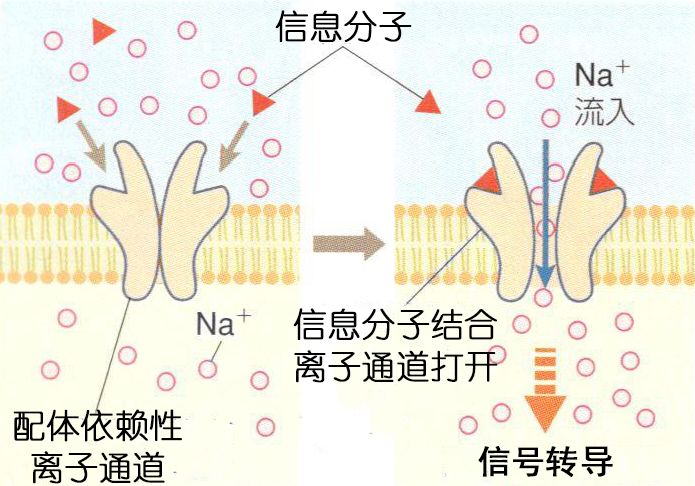 信息分子
Na⁺
流入
Na⁺
信息分子结合
离子通道打开
配体依赖性
离子通道
信号转导